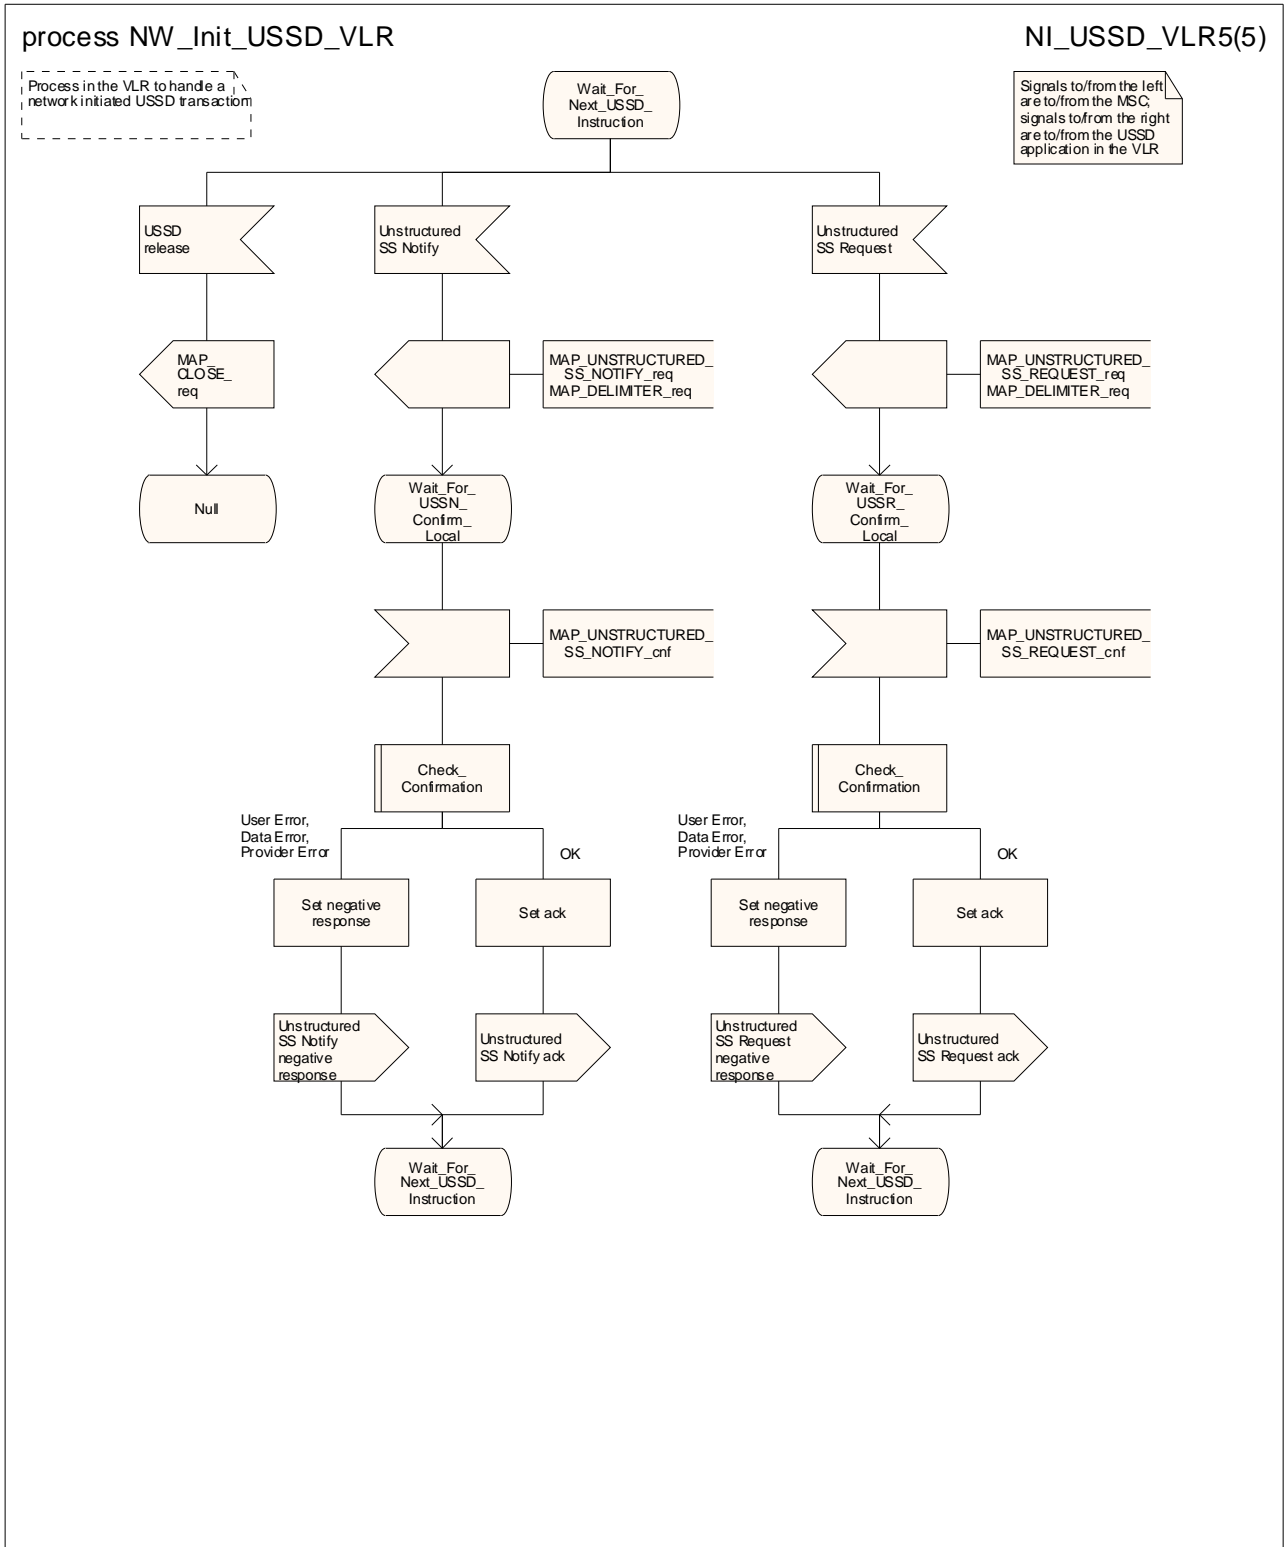 process NW_Init_USSD_VLR
NI_USSD_VLR5(5)
Process in the VLR to handle a
network initiated USSD transaction
Wait_For_
Next_USSD_
Instruction
Signals to/from the left
are to/from the MSC;
signals to/from the right
are to/from the USSD
application in the VLR
USSD
release
Unstructured
SS Notify
Unstructured
SS Request
MAP_
CLOSE_
req
MAP_UNSTRUCTURED_
SS_NOTIFY_req
MAP_DELIMITER_req
MAP_UNSTRUCTURED_
SS_REQUEST_req
MAP_DELIMITER_req
Null
Wait_For_
USSN_
Confirm_
Local
Wait_For_
USSR_
Confirm_
Local
MAP_UNSTRUCTURED_
SS_NOTIFY_cnf
MAP_UNSTRUCTURED_
SS_REQUEST_cnf
Check_
Confirmation
Check_
Confirmation
User Error,
Data Error,
Provider Error
OK
User Error,
Data Error,
Provider Error
OK
Set negative
response
Set ack
Set negative
response
Set ack
Unstructured
SS Notify
negative
response
Unstructured
SS Notify ack
Unstructured
SS Request
negative
response
Unstructured
SS Request ack
Wait_For_
Next_USSD_
Instruction
Wait_For_
Next_USSD_
Instruction